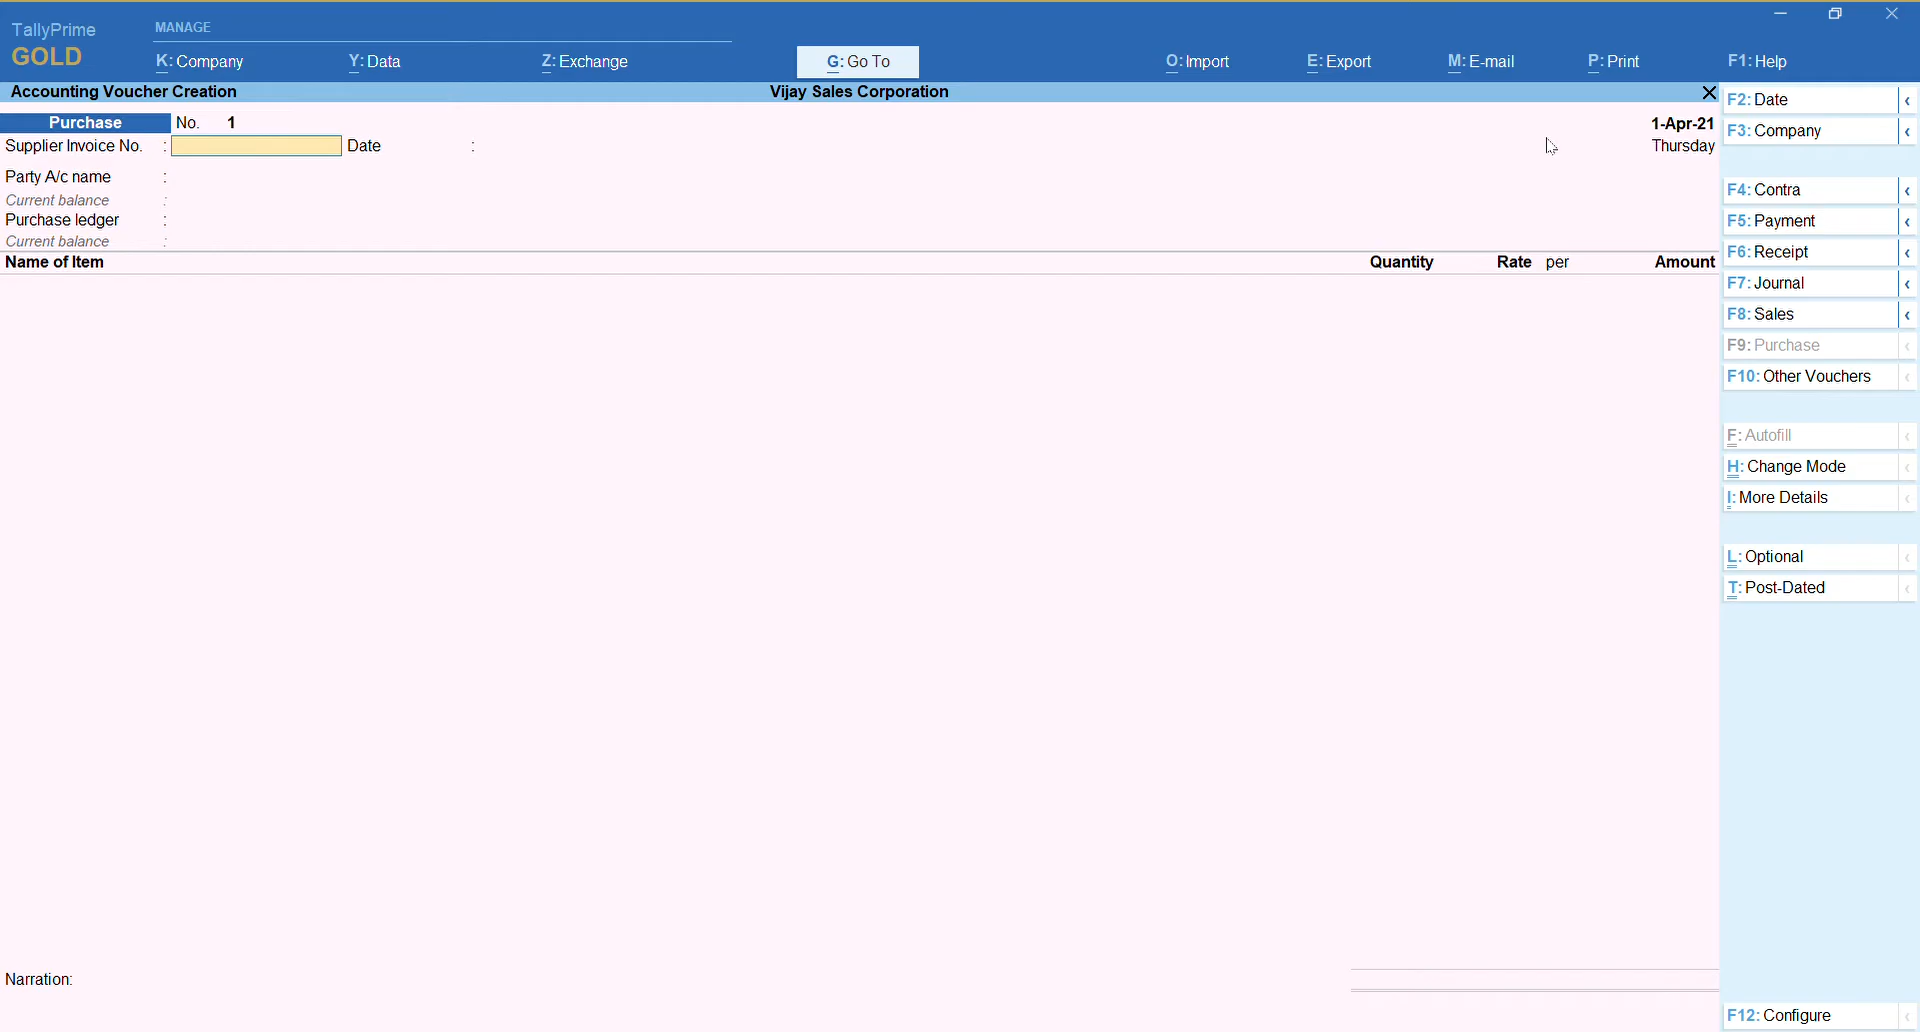 TallyPrime
GOLD
MANAGE
K: Company
Y: Data
Z: Exchange
G: Go To
O: Import
E: Export
M: E-mail
P: Print
F1: Help
Accounting Voucher Creation
Vijay Sales Corporation
Purchase No. 1
1-Apr-21
Supplier Invoice No. :
Date :
Thursday
Party A/c name :
Current balance :
Purchase ledger :
Current balance :
Name of Item Quantity Rate per Amount
Narration:
F2: Date
F3: Company
F4: Contra
F5: Payment
F6: Receipt
F7: Journal
F8: Sales
F9: Purchase
F10: Other Vouchers
F: Autofill
H: Change Mode
I: More Details
L: Optional
T: Post-Dated
F12: Configure